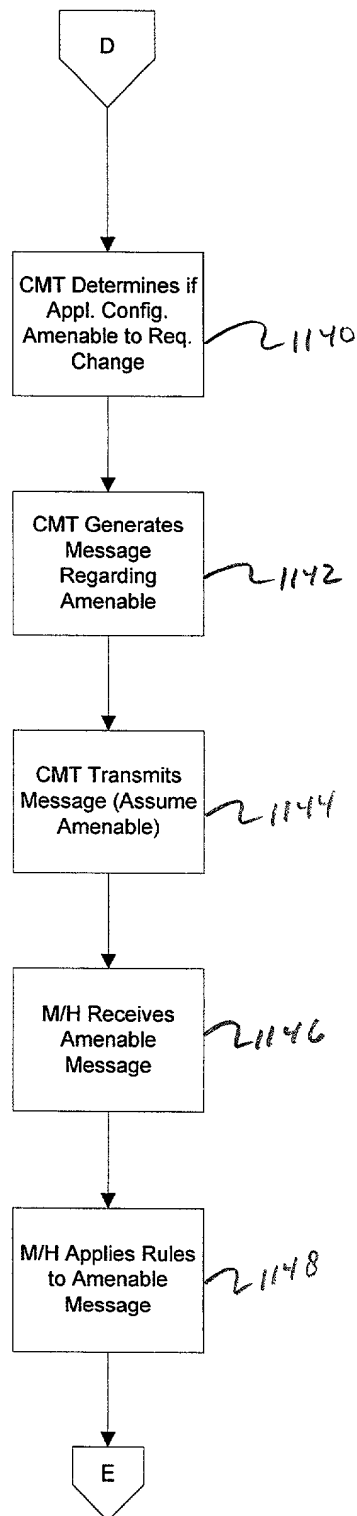 D
CMT Determines if
Appl. Config.
Amenable to Req.
Change
1140
CMT Generates
Message
Regarding
Amenable
1142
CMT Transmits
Message (Assume
Amenable)
1144
M/H Receives
Amenable
Message
1146
M/H Applies Rules
to Amenable
Message
1148
E